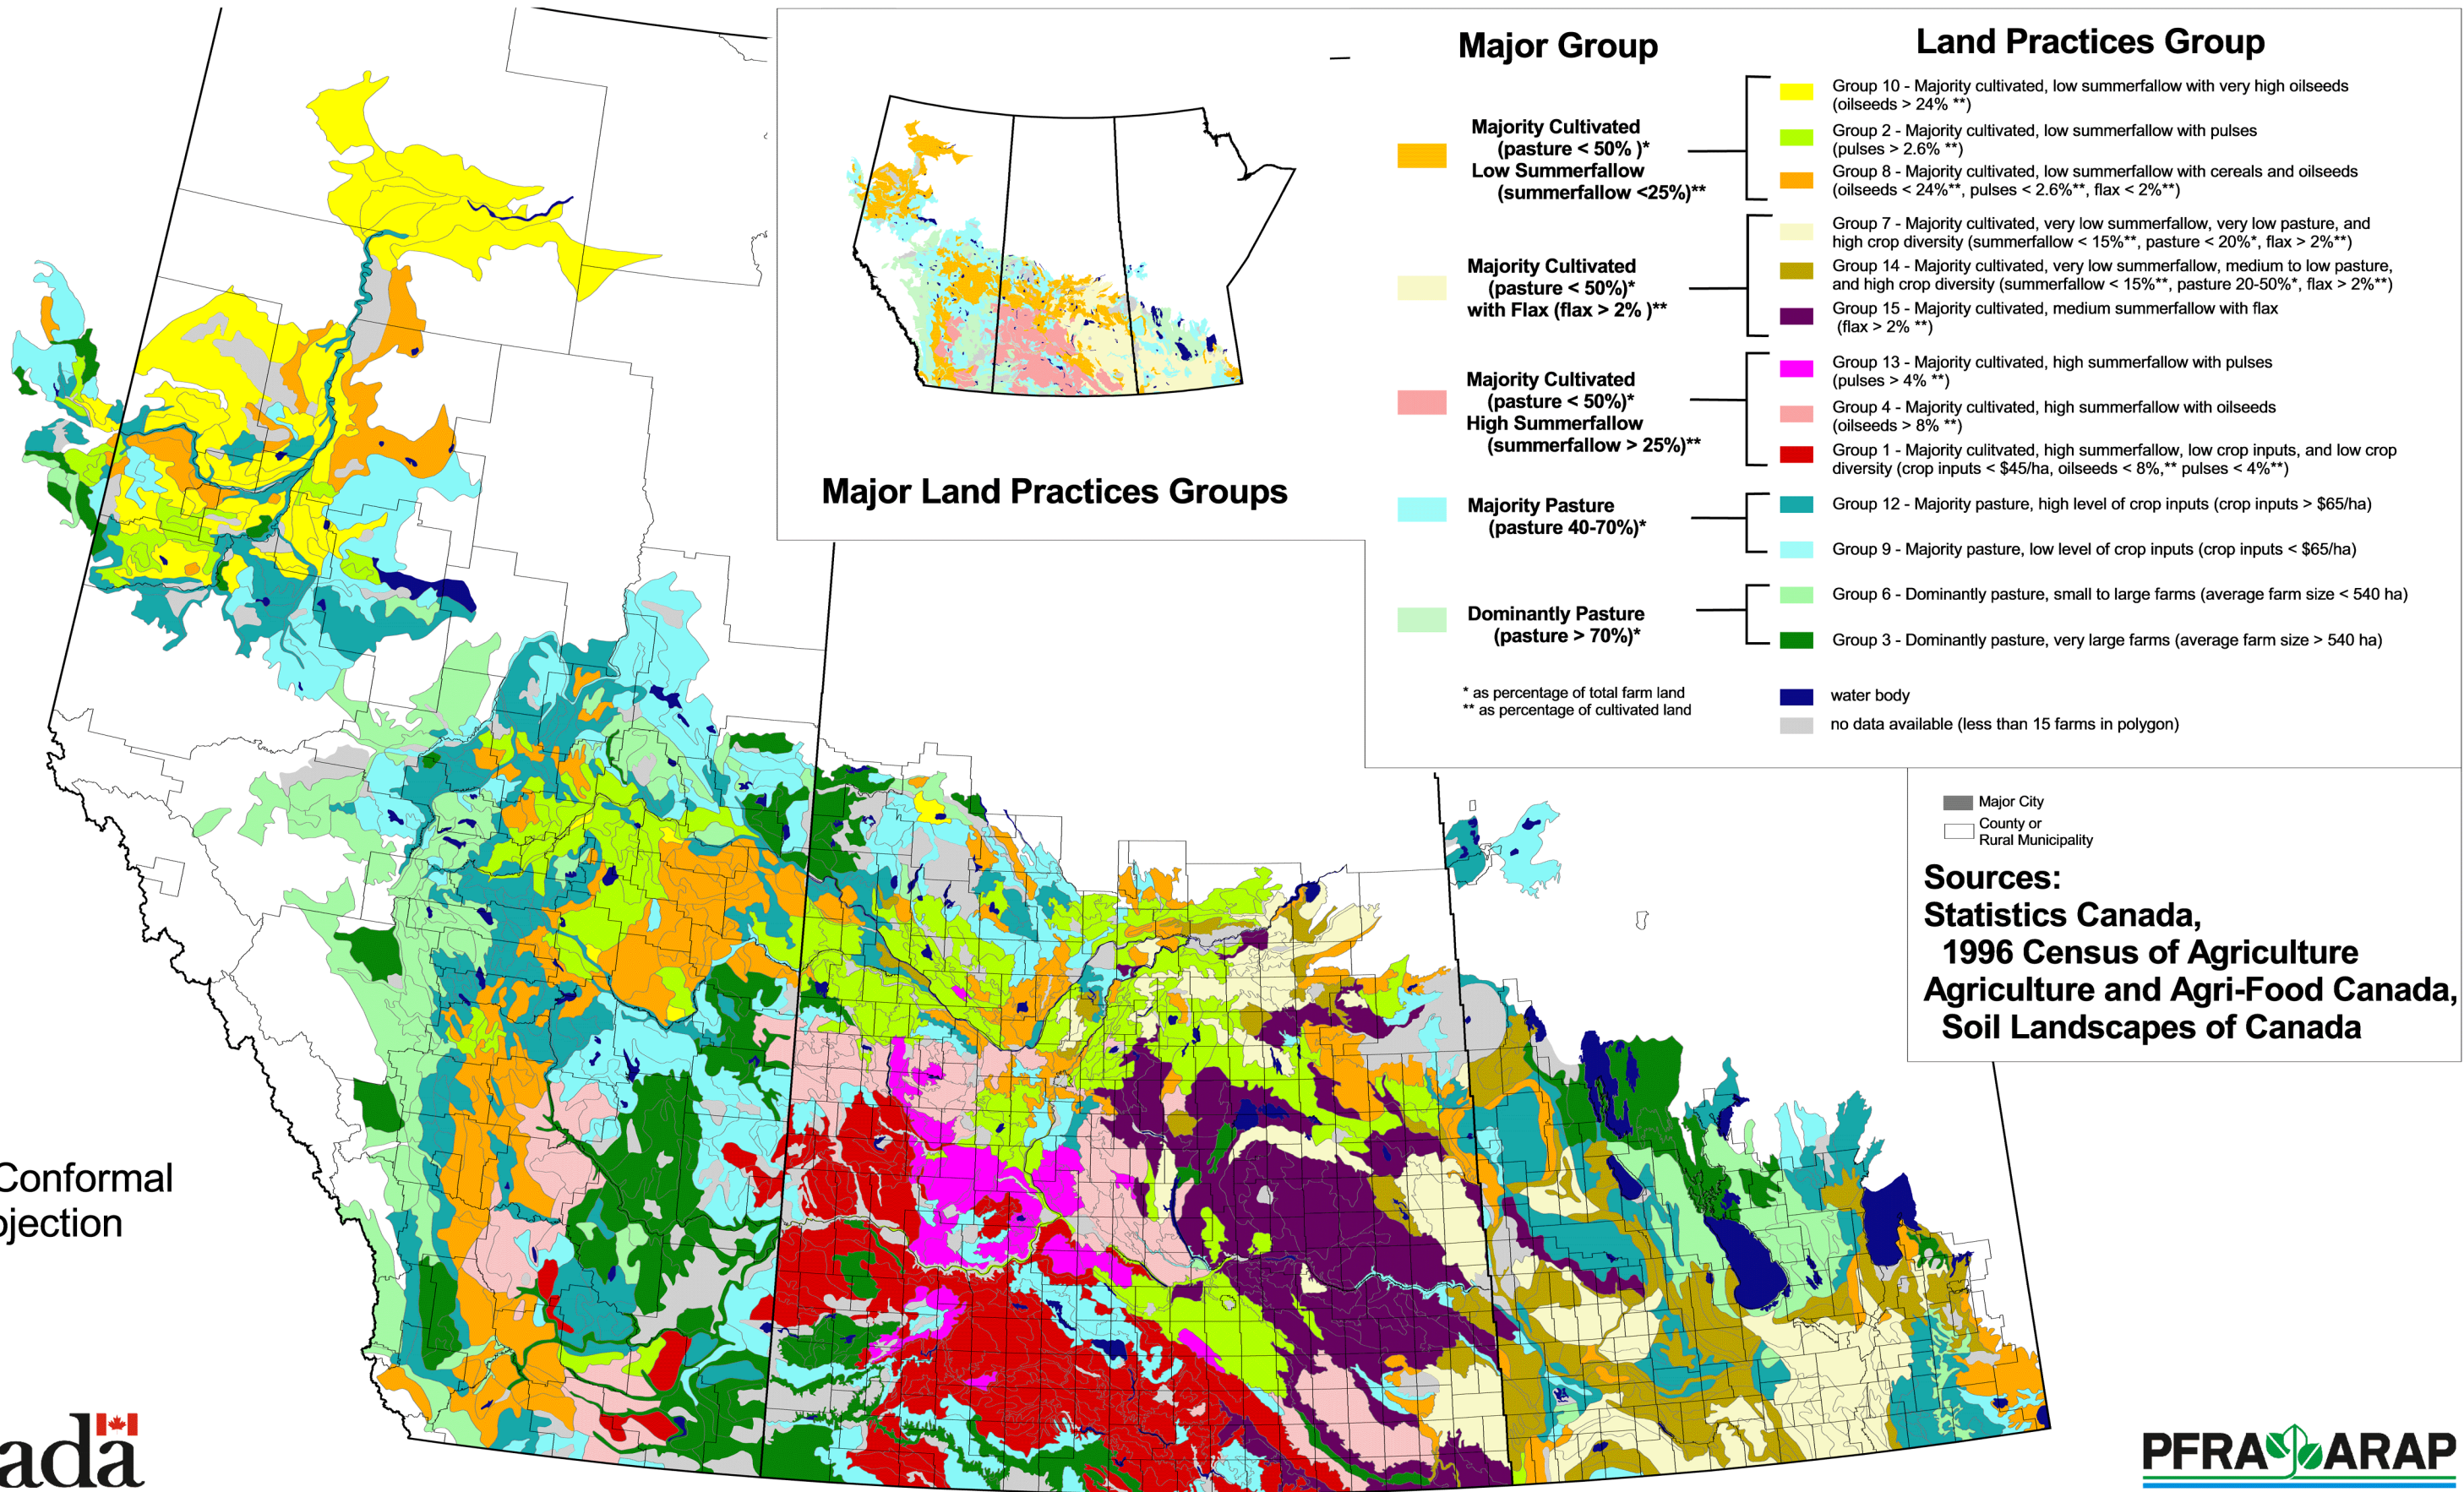 Major Group
Land Practices Group
Majority Cultivated
(pasture < 50% )*
Low Summerfallow
(summerfallow <25%)**
Group 10 - Majority cultivated, low summerfallow with very high oilseeds
(oilseeds > 24% **)
Group 2 - Majority cultivated, low summerfallow with pulses
(pulses > 2.6% **)
Group 8 - Majority cultivated, low summerfallow with cereals and oilseeds
(oilseeds < 24%**, pulses < 2.6%**, flax < 2%**)
Majority Cultivated
(pasture < 50%)*
with Flax (flax > 2% )**
Group 7 - Majority cultivated, very low summerfallow, very low pasture, and
high crop diversity (summerfallow < 15%**, pasture < 20%*, flax > 2%**)
Group 14 - Majority cultivated, very low summerfallow, medium to low pasture,
and high crop diversity (summerfallow < 15%**, pasture 20-50%*, flax > 2%**)
Group 15 - Majority cultivated, medium summerfallow with flax
(flax > 2% **)
Majority Cultivated
(pasture < 50%)*
High Summerfallow
(summerfallow > 25%)**
Group 13 - Majority cultivated, high summerfallow with pulses
(pulses > 4% **)
Group 4 - Majority cultivated, high summerfallow with oilseeds
(oilseeds > 8% **)
Group 1 - Majority cultivated, high summerfallow, low crop inputs, and low crop
diversity (crop inputs < $45/ha, oilseeds < 8%,** pulses < 4%**)
Major Land Practices Groups
Majority Pasture
(pasture 40-70%)*
Group 12 - Majority pasture, high level of crop inputs (crop inputs > $65/ha)
Group 9 - Majority pasture, low level of crop inputs (crop inputs < $65/ha)
Dominantly Pasture
(pasture > 70%)*
Group 6 - Dominantly pasture, small to large farms (average farm size < 540 ha)
Group 3 - Dominantly pasture, very large farms (average farm size > 540 ha)
* as percentage of total farm land
** as percentage of cultivated land
water body
no data available (less than 15 farms in polygon)
Major City
County or
Rural Municipality
Sources:
Statistics Canada,
1996 Census of Agriculture
Agriculture and Agri-Food Canada,
Soil Landscapes of Canada
Conformal
ojection
ada
PFRA ARAP